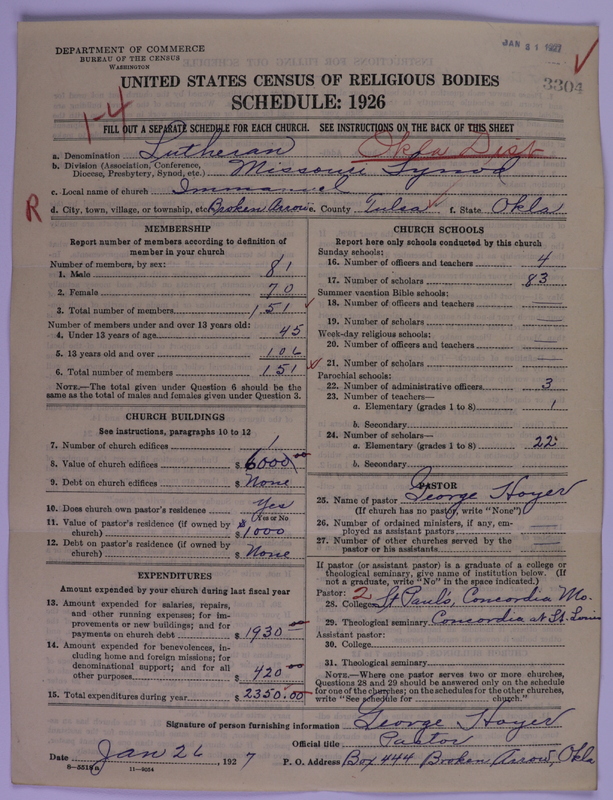 DEPARTMENT OF COMMERCE
BUREAU OF THE CENSUS
WASHINGTON
JAN 31 1927
3304
UNITED STATES CENSUS OF RELIGIOUS BODIES
SCHEDULE: 1926
1-4
FILL OUT A SEPARATE SCHEDULE FOR EACH CHURCH. SEE INSTRUCTIONS ON THE BACK OF THIS SHEET
a. Denomination Lutheran Okla Dist
b. Division (Association, Conference,
Diocese, Presbytery, Synod, etc.) Missouri Synod
c. Local name of church Immanuel
R d. City, town, village, or township, etc. Broken Arrow e. County Tulsa f. State Okla
MEMBERSHIP
Report number of members according to definition of
member in your church
Number of members, by sex:
1. Male 81
2. Female 70
3. Total number of members 151
Number of members under and over 13 years old:
4. Under 13 years of age 45
5. 13 years old and over 106
6. Total number of members 151
NOTE.—The total given under Question 6 should be
same as the total of males and females given under Question 3.
CHURCH BUILDINGS
See instructions, paragraphs 10 to 12
7. Number of church edifices 1
8. Value of church edifices $ 6000.00
9. Debt on church edifices $ None
10. Does church own pastor's residence Yes
(Yes or No)
11. Value of pastor's residence (if owned by
church) $ 1000
12. Debt on pastor's residence (if owned by
church) $ None
EXPENDITURES
Amount expended by your church during last fiscal year
13. Amount expended for salaries, repairs,
and other running expenses; for im-
provements or new buildings; and for
payments on church debt $ 1930
14. Amount expended for benevolences, in-
cluding home and foreign missions; for
denominational support; and for all
other purposes $ 420.00
15. Total expenditures during year $ 2350.00
CHURCH SCHOOLS
Report here only schools conducted by this church
Sunday schools:
16. Number of officers and teachers 4
17. Number of scholars 83
Summer vacation Bible schools:
18. Number of officers and teachers
19. Number of scholars
Week-day religious schools:
20. Number of officers and teachers
21. Number of scholars
Parochial schools:
22. Number of administrative officers 3
23. Number of teachers—
a. Elementary (grades 1 to 8) 1
b. Secondary
24. Number of scholars—
a. Elementary (grades 1 to 8) 22
b. Secondary
PASTOR
25. Name of pastor George Hoyer
(If church has no pastor, write "None")
26. Number of ordained ministers, if any, em-
ployed as assistant pastors
27. Number of other churches served by the
pastor or his assistants
If pastor (or assistant pastor) is a graduate of a college or
theological seminary, give name of institution below. (If
not a graduate, write "No" in the space indicated.)
Pastor: 2
28. College St Paul's, Concordia Mo.
29. Theological seminary Concordia at St. Louis
Assistant pastor:
30. College
31. Theological seminary
NOTE.—Where one pastor serves two or more churches,
Questions 28 and 29 should be answered only on the schedule
for one of the churches; on the schedules for the other churches,
write "See schedule for church."
Signature of person furnishing information George Hoyer
Official title Pastor
Date Jan 26, 1927 P. O. Address Box 444 Broken Arrow, Okla
8—5518a 11—9054